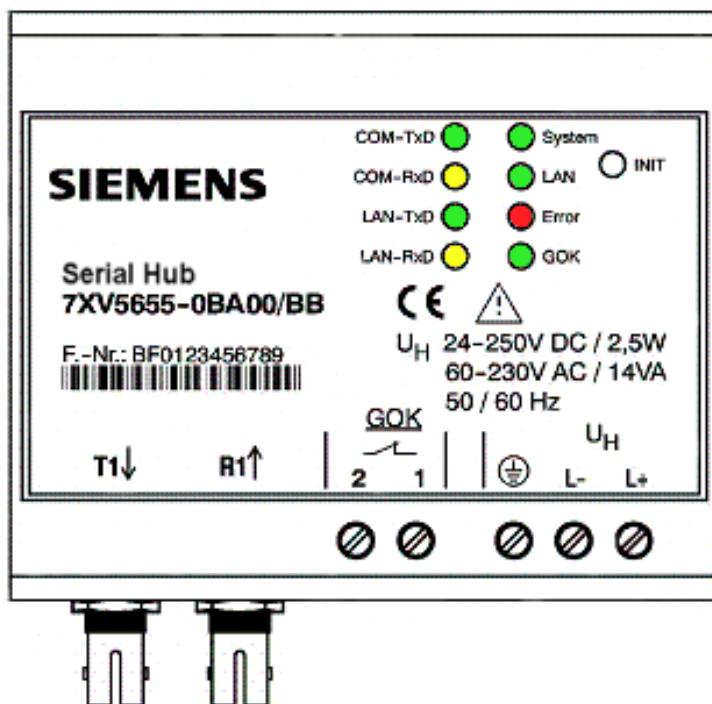 SIEMENS
Serial Hub
7XV5655-0BA00/BB
F.-Nr.: BF0123456789
COM-TxD
COM-RxD
LAN-TxD
LAN-RxD
System
LAN
Error
GOK
INIT
CE
UH 24-250V DC / 2,5W
60-230V AC / 14VA
50 / 60 Hz
T1↓ R1↑
GOK
2 1
UH
L- L+